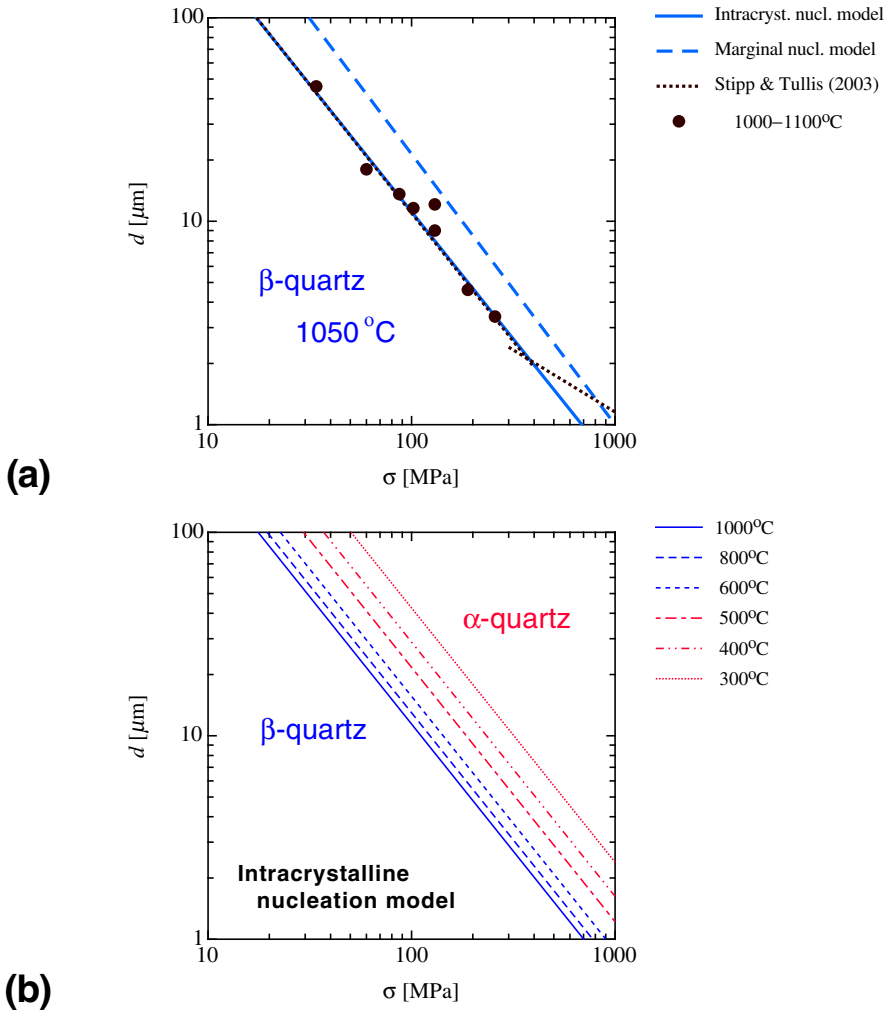 100
10
1
d [μm]
10
100
1000
σ [MPa]
β-quartz
1050 °C
Intracryst. nucl. model
Marginal nucl. model
Stipp & Tullis (2003)
1000–1100°C
(a)
100
10
1
d [μm]
10
100
1000
σ [MPa]
α-quartz
β-quartz
Intracrystalline
nucleation model
1000°C
800°C
600°C
500°C
400°C
300°C
(b)